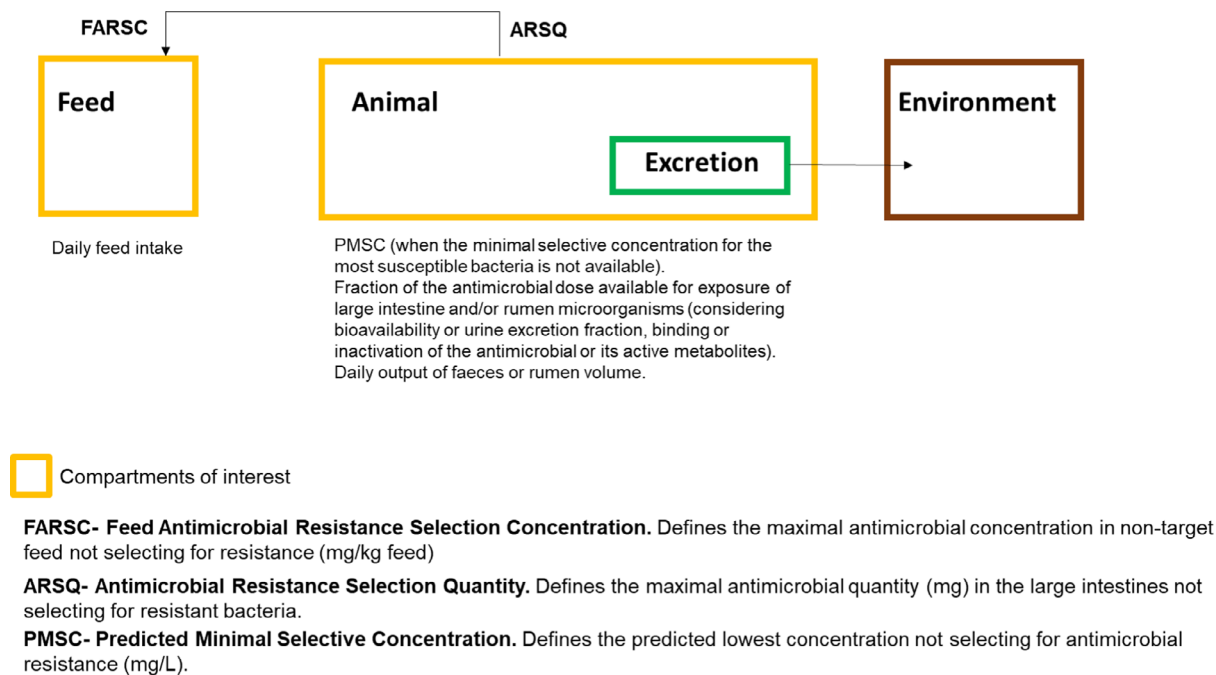 FARSC
ARSQ
Feed
Animal
Environment
Excretion
Daily feed intake
PMSC (when the minimal selective concentration for the
most susceptible bacteria is not available).
Fraction of the antimicrobial dose available for exposure of
large intestine and/or rumen microorganisms (considering
bioavailability or urine excretion fraction, binding or
inactivation of the antimicrobial or its active metabolites).
Daily output of faeces or rumen volume.
Compartments of interest
FARSC- Feed Antimicrobial Resistance Selection Concentration. Defines the maximal antimicrobial concentration in non-target
feed not selecting for resistance (mg/kg feed)
ARSQ- Antimicrobial Resistance Selection Quantity. Defines the maximal antimicrobial quantity (mg) in the large intestines not
selecting for resistant bacteria.
PMSC- Predicted Minimal Selective Concentration. Defines the predicted lowest concentration not selecting for antimicrobial
resistance (mg/L).